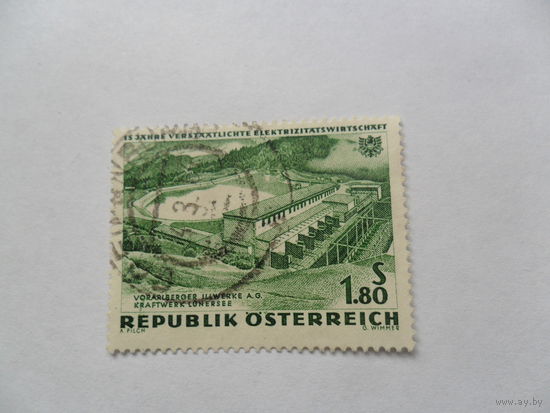 15 JAHRE VERSTAATLICHTE ELEKTRIZITÄTSWIRTSCHAFT
S
1.80
VORARLBERGER ILLWERKE A.G.
KRAFTWERK LÜNERSEE
REPUBLIK ÖSTERREICH
A. PILCH
G. WIMMER
www.ay.by